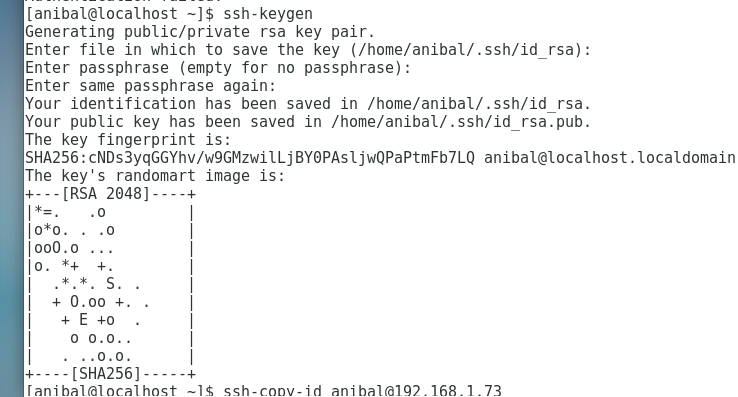 [anibal@localhost ~]$ ssh-keygen
Generating public/private rsa key pair.
Enter file in which to save the key (/home/anibal/.ssh/id_rsa):
Enter passphrase (empty for no passphrase):
Enter same passphrase again:
Your identification has been saved in /home/anibal/.ssh/id_rsa.
Your public key has been saved in /home/anibal/.ssh/id_rsa.pub.
The key fingerprint is:
SHA256:cNDs3yqGGYhv/w9GMzwilLjBY0PAsljwQPaPtmFb7LQ anibal@localhost.localdomain
The key's randomart image is:
+---[RSA 2048]----+
|*=.   .o         |
|o*o. . .o        |
|ooO.o ...        |
|o. *+  +.        |
|  .*.*. S. .     |
|  + O.oo +. .    |
|   + E +o  .     |
|    o o.o..      |
|   . ..o.o.      |
+----[SHA256]-----+
[anibal@localhost ~]$ ssh-copy-id anibal@192.168.1.73